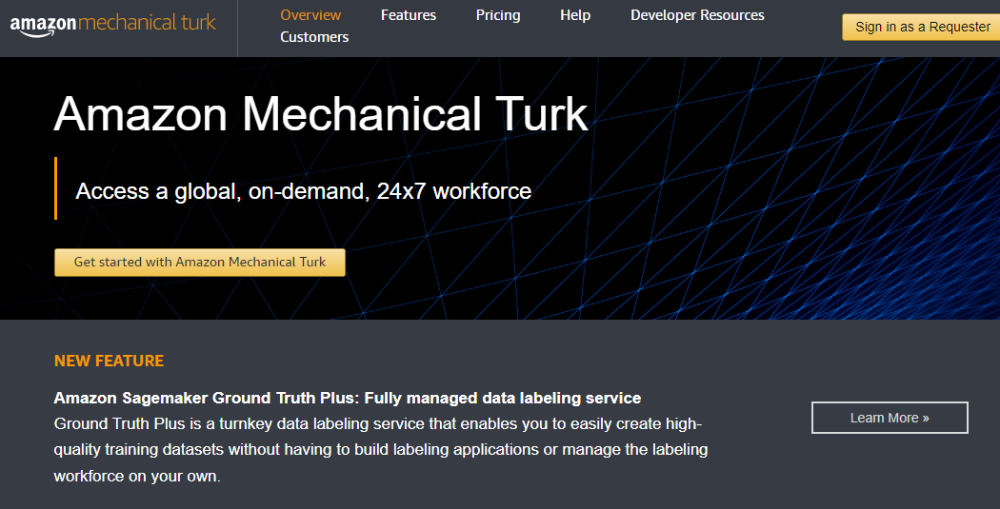 amazon mechanical turk
Overview Features Pricing Help Developer Resources
Customers
Sign in as a Requester
Amazon Mechanical Turk
Access a global, on-demand, 24x7 workforce
Get started with Amazon Mechanical Turk
NEW FEATURE
Amazon Sagemaker Ground Truth Plus: Fully managed data labeling service
Ground Truth Plus is a turnkey data labeling service that enables you to easily create high-
quality training datasets without having to build labeling applications or manage the labeling
workforce on your own.
Learn More »